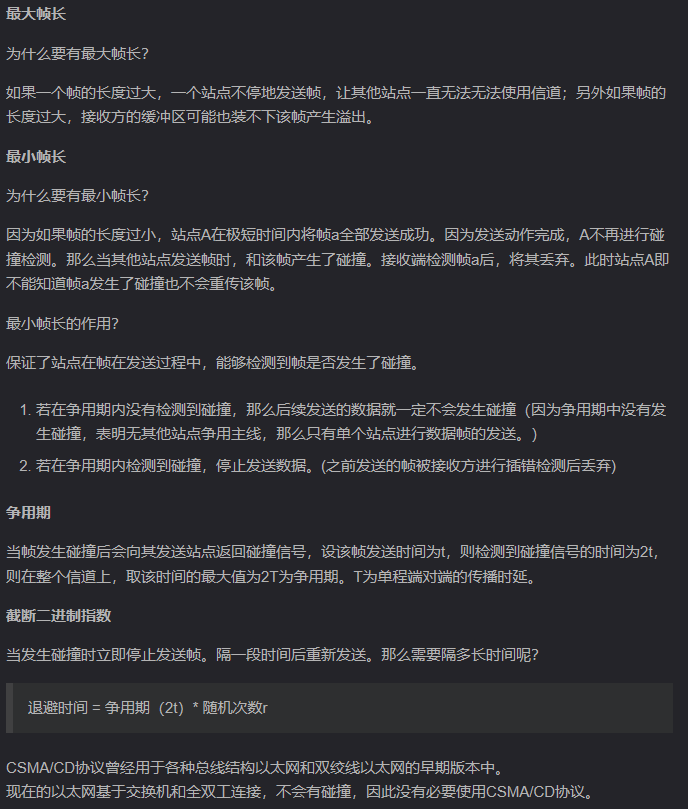 最大帧长
为什么要有最大帧长？
如果一个帧的长度过大，一个站点不停地发送帧，让其他站点一直无法无法使用信道；另外如果帧的
长度过大，接收方的缓冲区可能也装不下该帧产生溢出。
最小帧长
为什么要有最小帧长？
因为如果帧的长度过小，站点A在极短时间内将帧a全部发送成功。因为发送动作完成，A不再进行碰
撞检测。那么当其他站点发送帧时，和该帧产生了碰撞。接收端检测帧a后，将其丢弃。此时站点A即
不能知道帧a发生了碰撞也不会重传该帧。
最小帧长的作用？
保证了站点在帧在发送过程中，能够检测到帧是否发生了碰撞。
1. 若在争用期内没有检测到碰撞，那么后续发送的数据就一定不会发生碰撞（因为争用期中没有发
生碰撞，表明无其他站点争用主线，那么只有单个站点进行数据帧的发送。）
2. 若在争用期内检测到碰撞，停止发送数据。(之前发送的帧被接收方进行插错检测后丢弃)
争用期
当帧发生碰撞后会向其发送站点返回碰撞信号，设该帧发送时间为t，则检测到碰撞信号的时间为2t，
则在整个信道上，取该时间的最大值为2T为争用期。T为单程端对端的传播时延。
截断二进制指数
当发生碰撞时立即停止发送帧。隔一段时间后重新发送。那么需要隔多长时间呢？
退避时间 = 争用期（2t）* 随机次数r
CSMA/CD协议曾经用于各种总线结构以太网和双绞线以太网的早期版本中。
现在的以太网基于交换机和全双工连接，不会有碰撞，因此没有必要使用CSMA/CD协议。